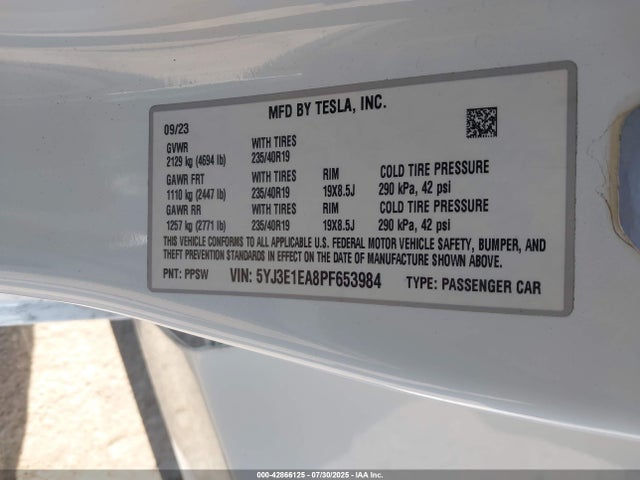 MFD BY TESLA, INC.
09/23
GVWR WITH TIRES
2129 kg (4694 lb) 235/40R19
GAWR FRT WITH TIRES RIM COLD TIRE PRESSURE
1110 kg (2447 lb) 235/40R19 19X8.5J 290 kPa, 42 psi
GAWR RR WITH TIRES RIM COLD TIRE PRESSURE
1257 kg (2771 lb) 235/40R19 19X8.5J 290 kPa, 42 psi
THIS VEHICLE CONFORMS TO ALL APPLICABLE U.S. FEDERAL MOTOR VEHICLE SAFETY, BUMPER, AND
THEFT PREVENTION STANDARDS IN EFFECT ON THE DATE OF MANUFACTURE SHOWN ABOVE.
PNT: PPSW VIN: 5YJ3E1EA8PF653984 TYPE: PASSENGER CAR
000-42866125 - 07/30/2025 - IAA Inc.